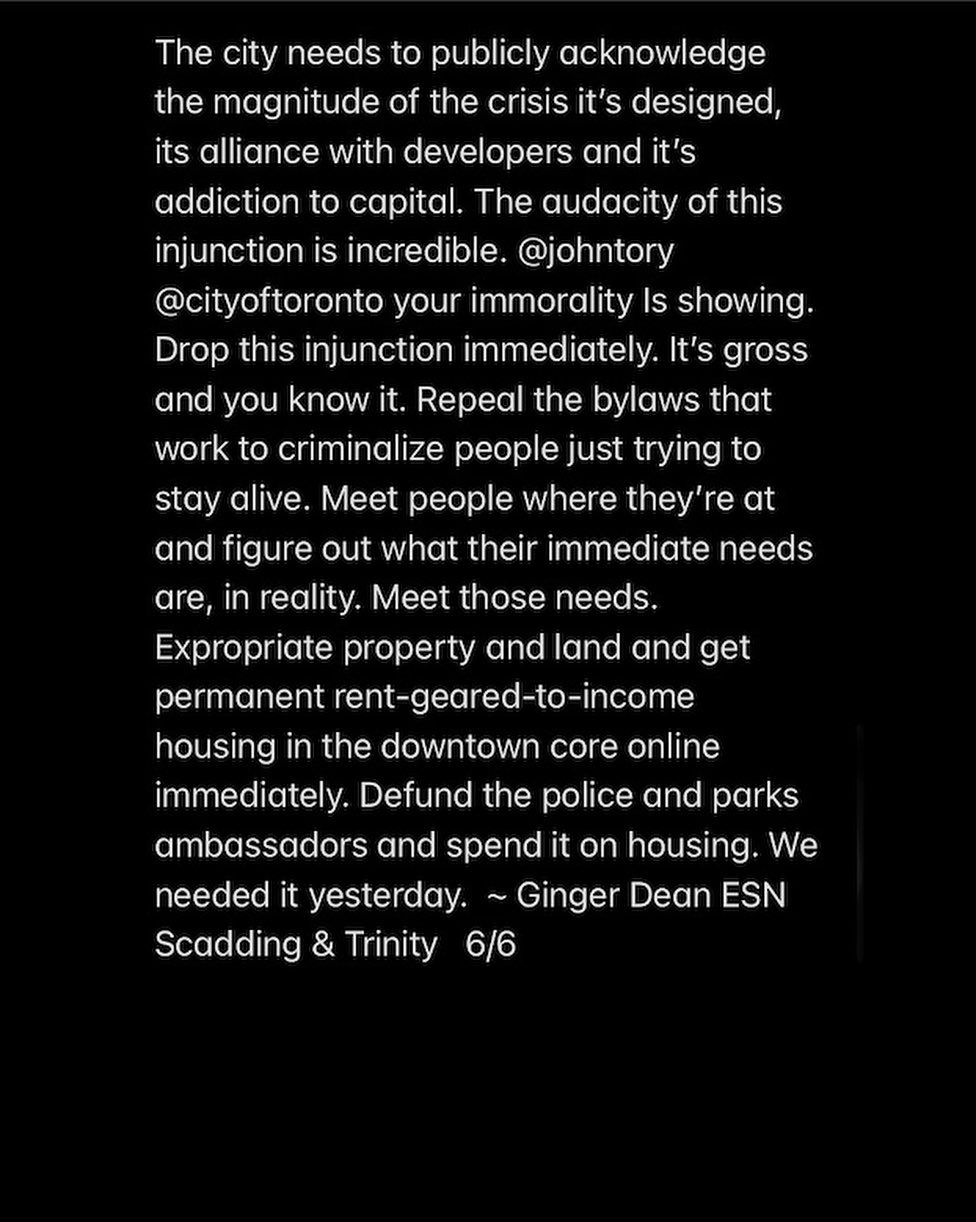 The city needs to publicly acknowledge
the magnitude of the crisis it’s designed,
its alliance with developers and it’s
addiction to capital. The audacity of this
injunction is incredible. @johntory
@cityoftoronto your immorality Is showing.
Drop this injunction immediately. It’s gross
and you know it. Repeal the bylaws that
work to criminalize people just trying to
stay alive. Meet people where they’re at
and figure out what their immediate needs
are, in reality. Meet those needs.
Expropriate property and land and get
permanent rent-geared-to-income
housing in the downtown core online
immediately. Defund the police and parks
ambassadors and spend it on housing. We
needed it yesterday.  ~ Ginger Dean ESN
Scadding & Trinity   6/6